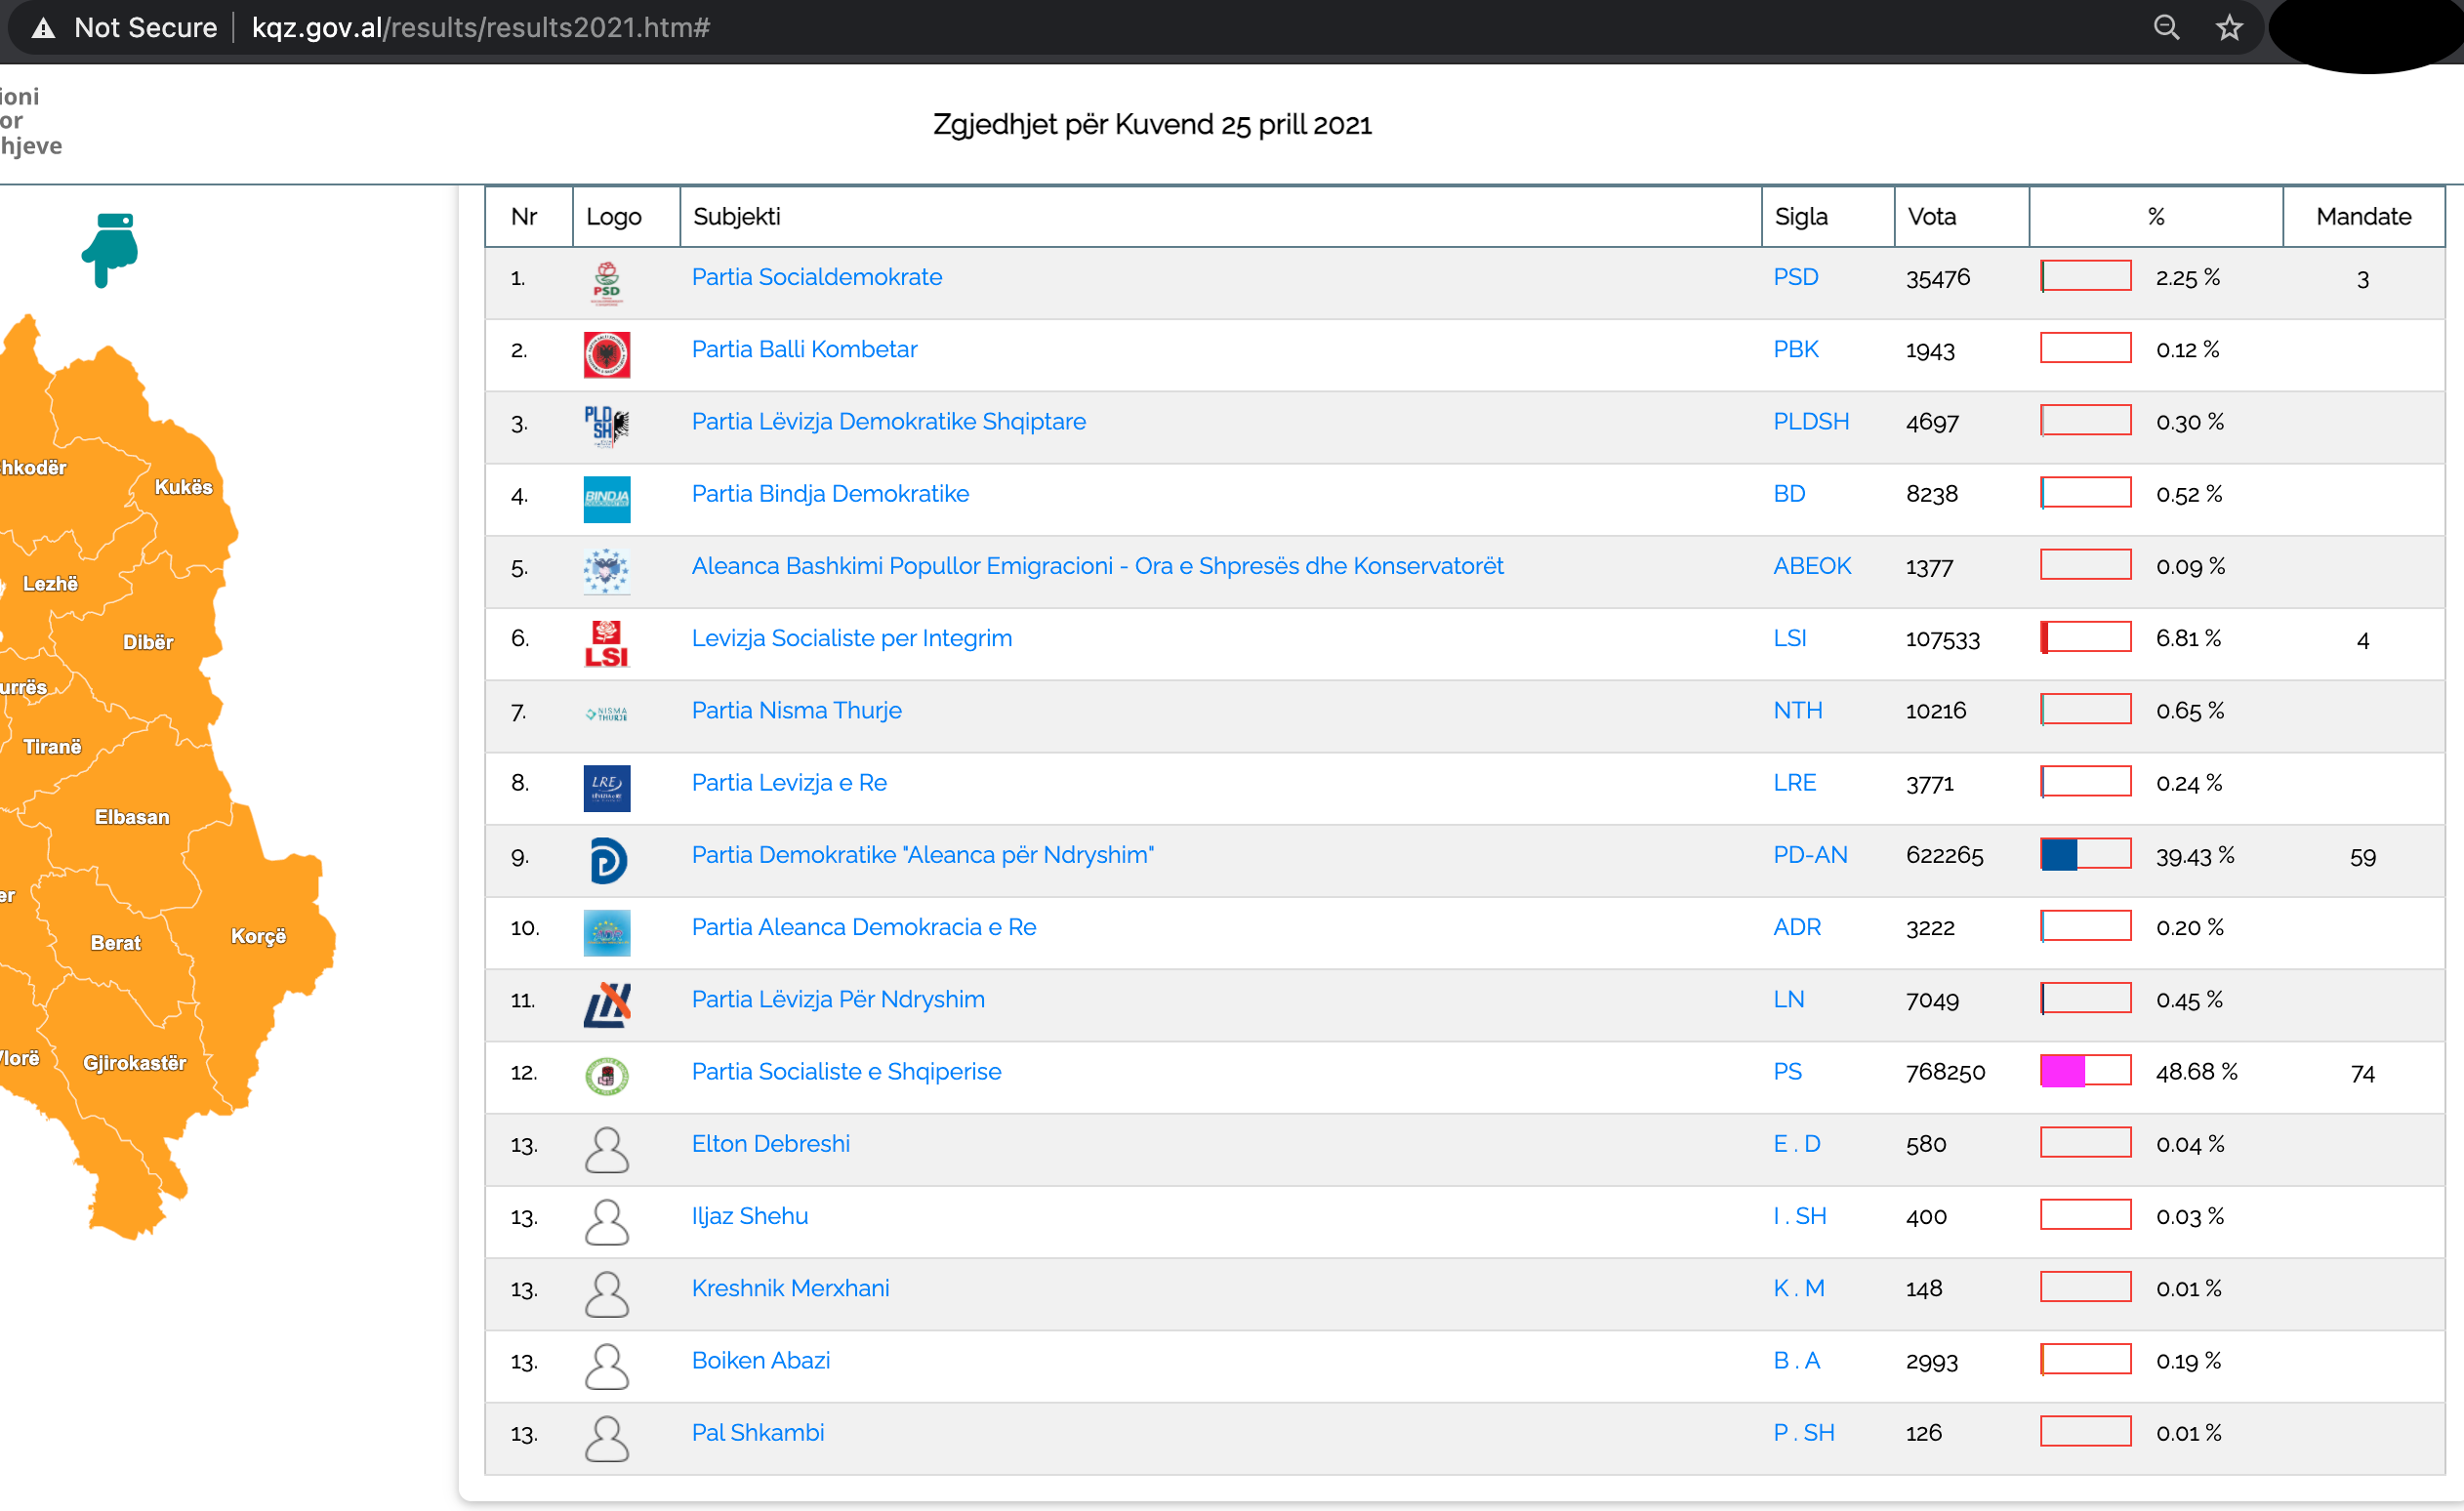 Not Secure | kqz.gov.al/results/results2021.htm#
ioni
or
hjeve
Zgjedhjet për Kuvend 25 prill 2021
Nr Logo Subjekti Sigla Vota % Mandate
1. PSD Partia Socialdemokrate PSD 35476 2.25 % 3
2. Partia Balli Kombetar PBK 1943 0.12 %
3. PLD SH Partia Lëvizja Demokratike Shqiptare PLDSH 4697 0.30 %
4. BINDJA Partia Bindja Demokratike BD 8238 0.52 %
5. Aleanca Bashkimi Popullor Emigracioni - Ora e Shpresës dhe Konservatorët ABEOK 1377 0.09 %
6. LSI Levizja Socialiste per Integrim LSI 107533 6.81 % 4
7. NISMA THURJE Partia Nisma Thurje NTH 10216 0.65 %
8. LRE Partia Levizja e Re LRE 3771 0.24 %
9. Partia Demokratike "Aleanca për Ndryshim" PD-AN 622265 39.43 % 59
10. Partia Aleanca Demokracia e Re ADR 3222 0.20 %
11. Partia Lëvizja Për Ndryshim LN 7049 0.45 %
12. Partia Socialiste e Shqiperise PS 768250 48.68 % 74
13. Elton Debreshi E . D 580 0.04 %
13. Iljaz Shehu I . SH 400 0.03 %
13. Kreshnik Merxhani K . M 148 0.01 %
13. Boiken Abazi B . A 2993 0.19 %
13. Pal Shkambi P . SH 126 0.01 %
hkodër
Kukës
Lezhë
Dibër
urrës
Tiranë
Elbasan
er
Berat
Korçë
lorë
Gjirokastër